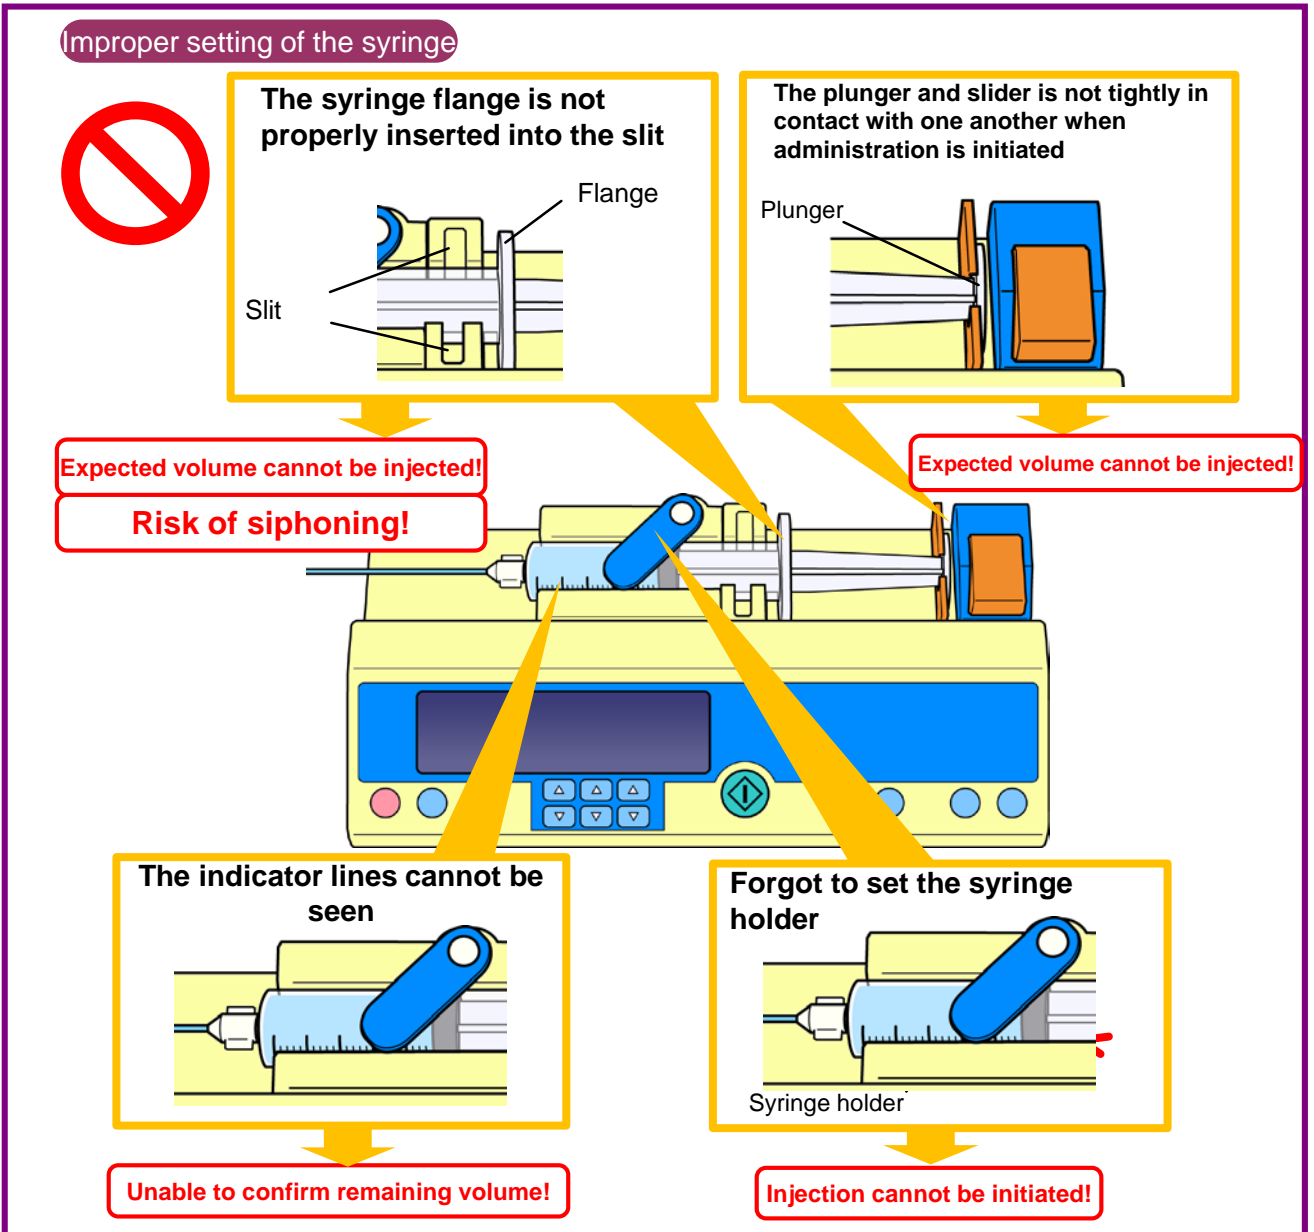 Improper setting of the syringe
The syringe flange is not
properly inserted into the slit
Flange
Slit
The plunger and slider is not tightly in
contact with one another when
administration is initiated
Plunger
Expected volume cannot be injected!
Risk of siphoning!
Expected volume cannot be injected!
The indicator lines cannot be
seen
Forgot to set the syringe
holder
Syringe holder
Unable to confirm remaining volume!
Injection cannot be initiated!